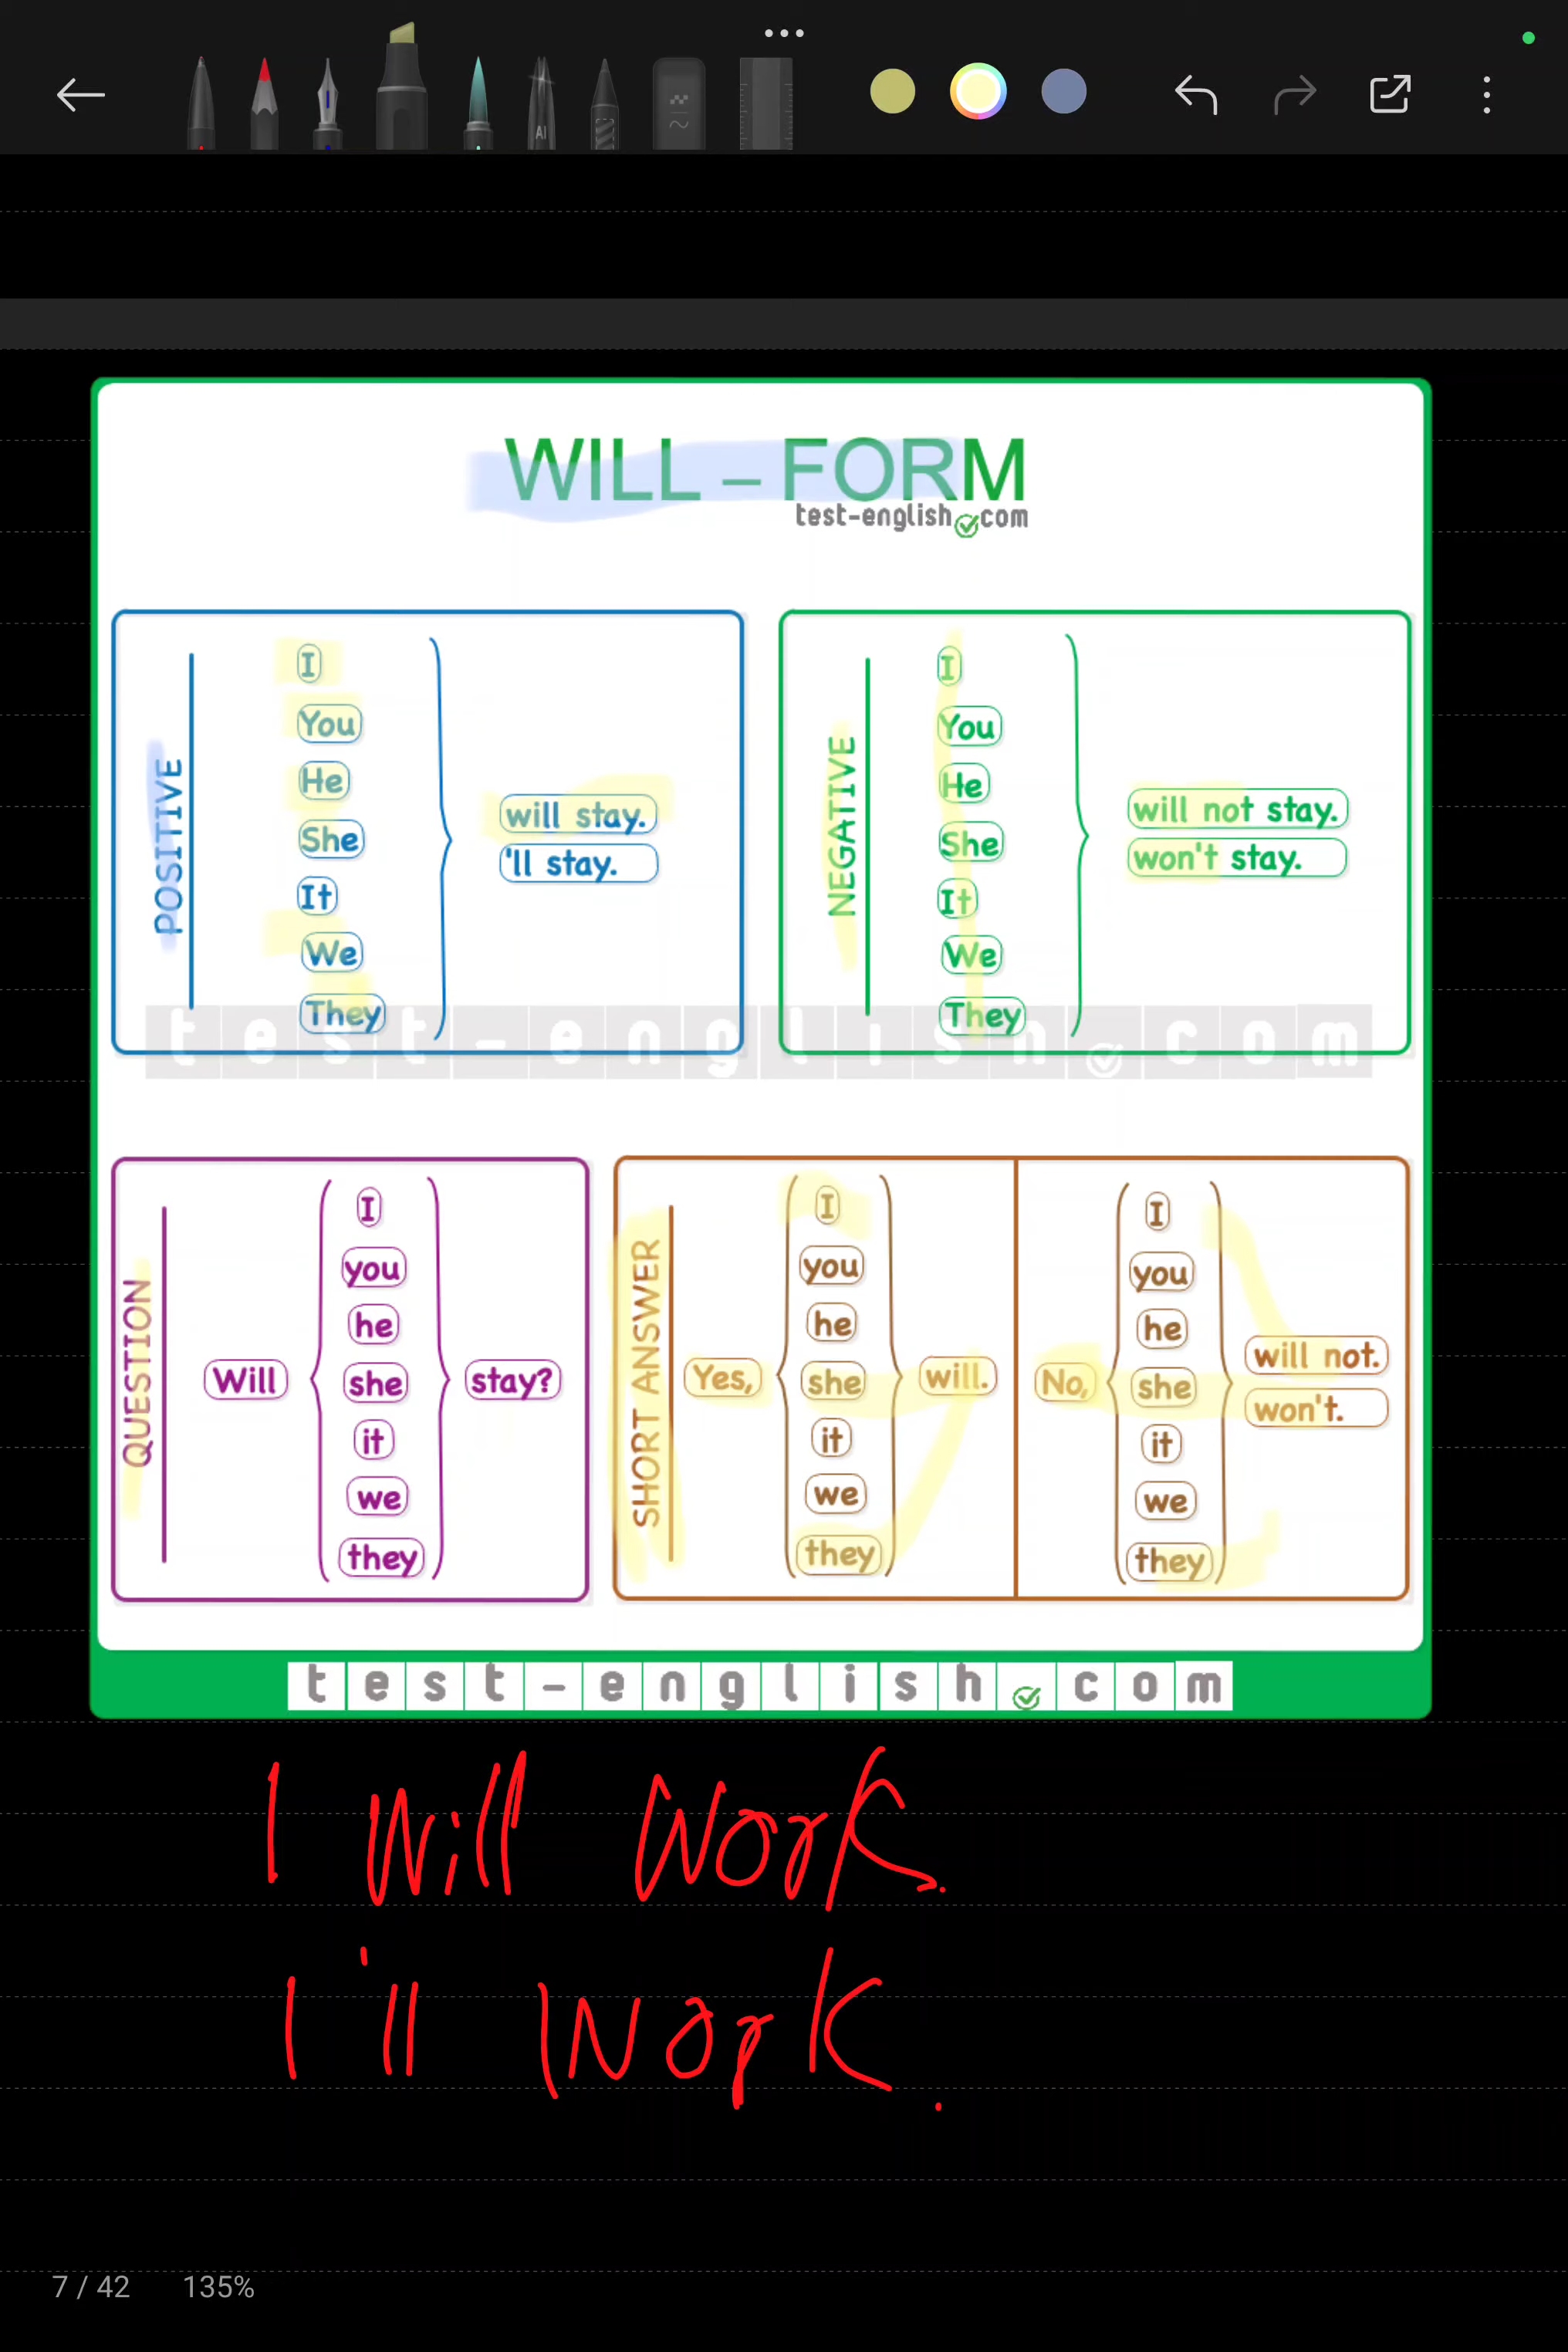 AI
WILL – FORM
test-english.com
POSITIVE
I
You
He
She
It
We
They
will stay.
'll stay.
NEGATIVE
I
You
He
She
It
We
They
will not stay.
won't stay.
test-english.com
QUESTION
Will
I
you
he
she
it
we
they
stay?
SHORT ANSWER
Yes,
I
you
he
she
it
we
they
will.
No,
I
you
he
she
it
we
they
will not.
won't.
test-english.com
I Will Work.
I'll Work.
7 / 42 135%